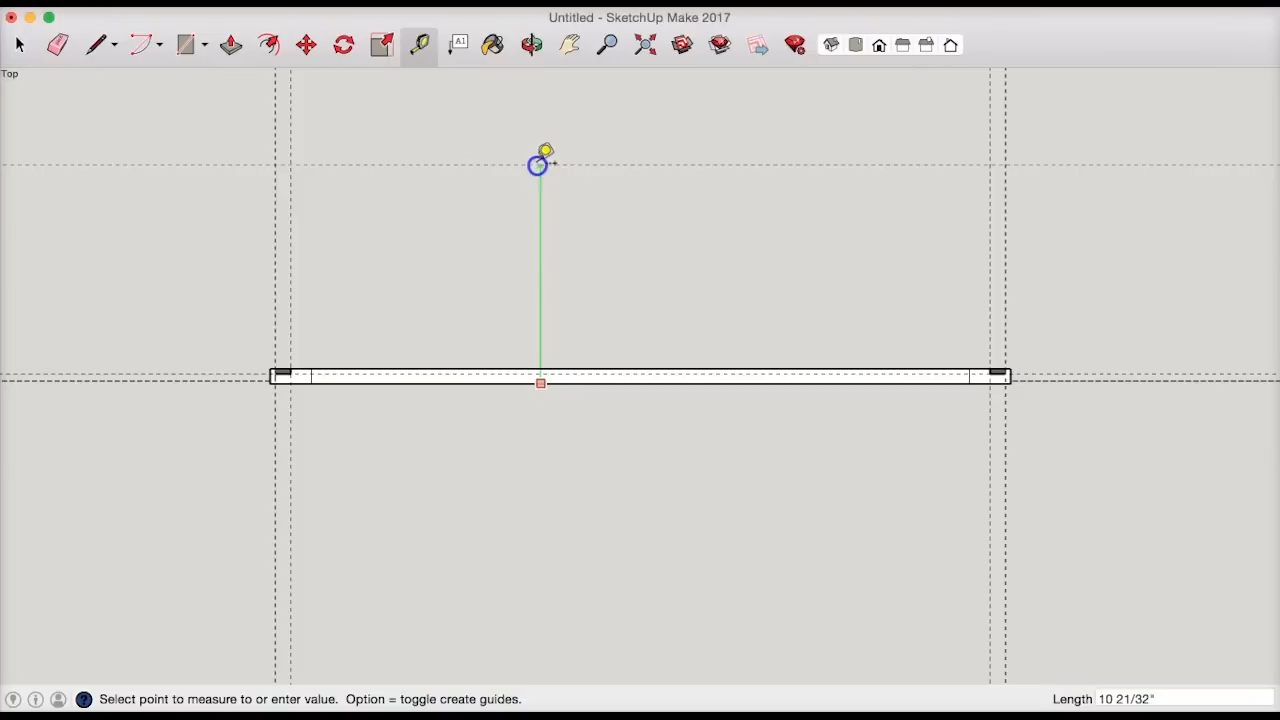 Untitled - SketchUp Make 2017
A1
Top
Select point to measure to or enter value. Option = toggle create guides.
Length 10 21/32"